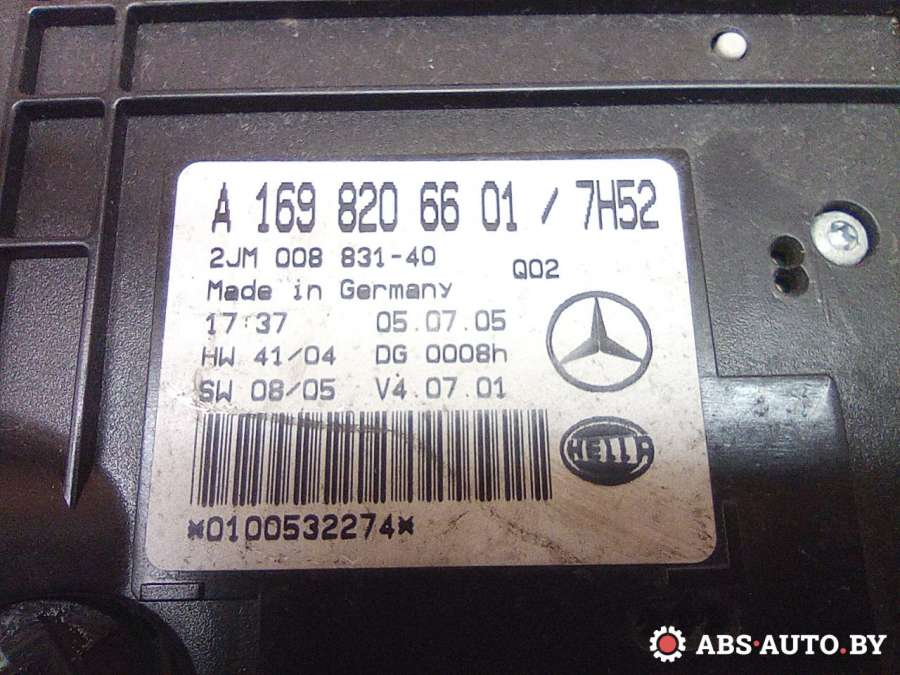 A 169 820 66 01 / 7H52
2JM 008 831-40 Q02
Made in Germany
17:37 05.07.05
HW 41/04 DG 0008h
SW 08/05 V4.07.01
HELLA
*0100532274*
ABS-AUTO.BY